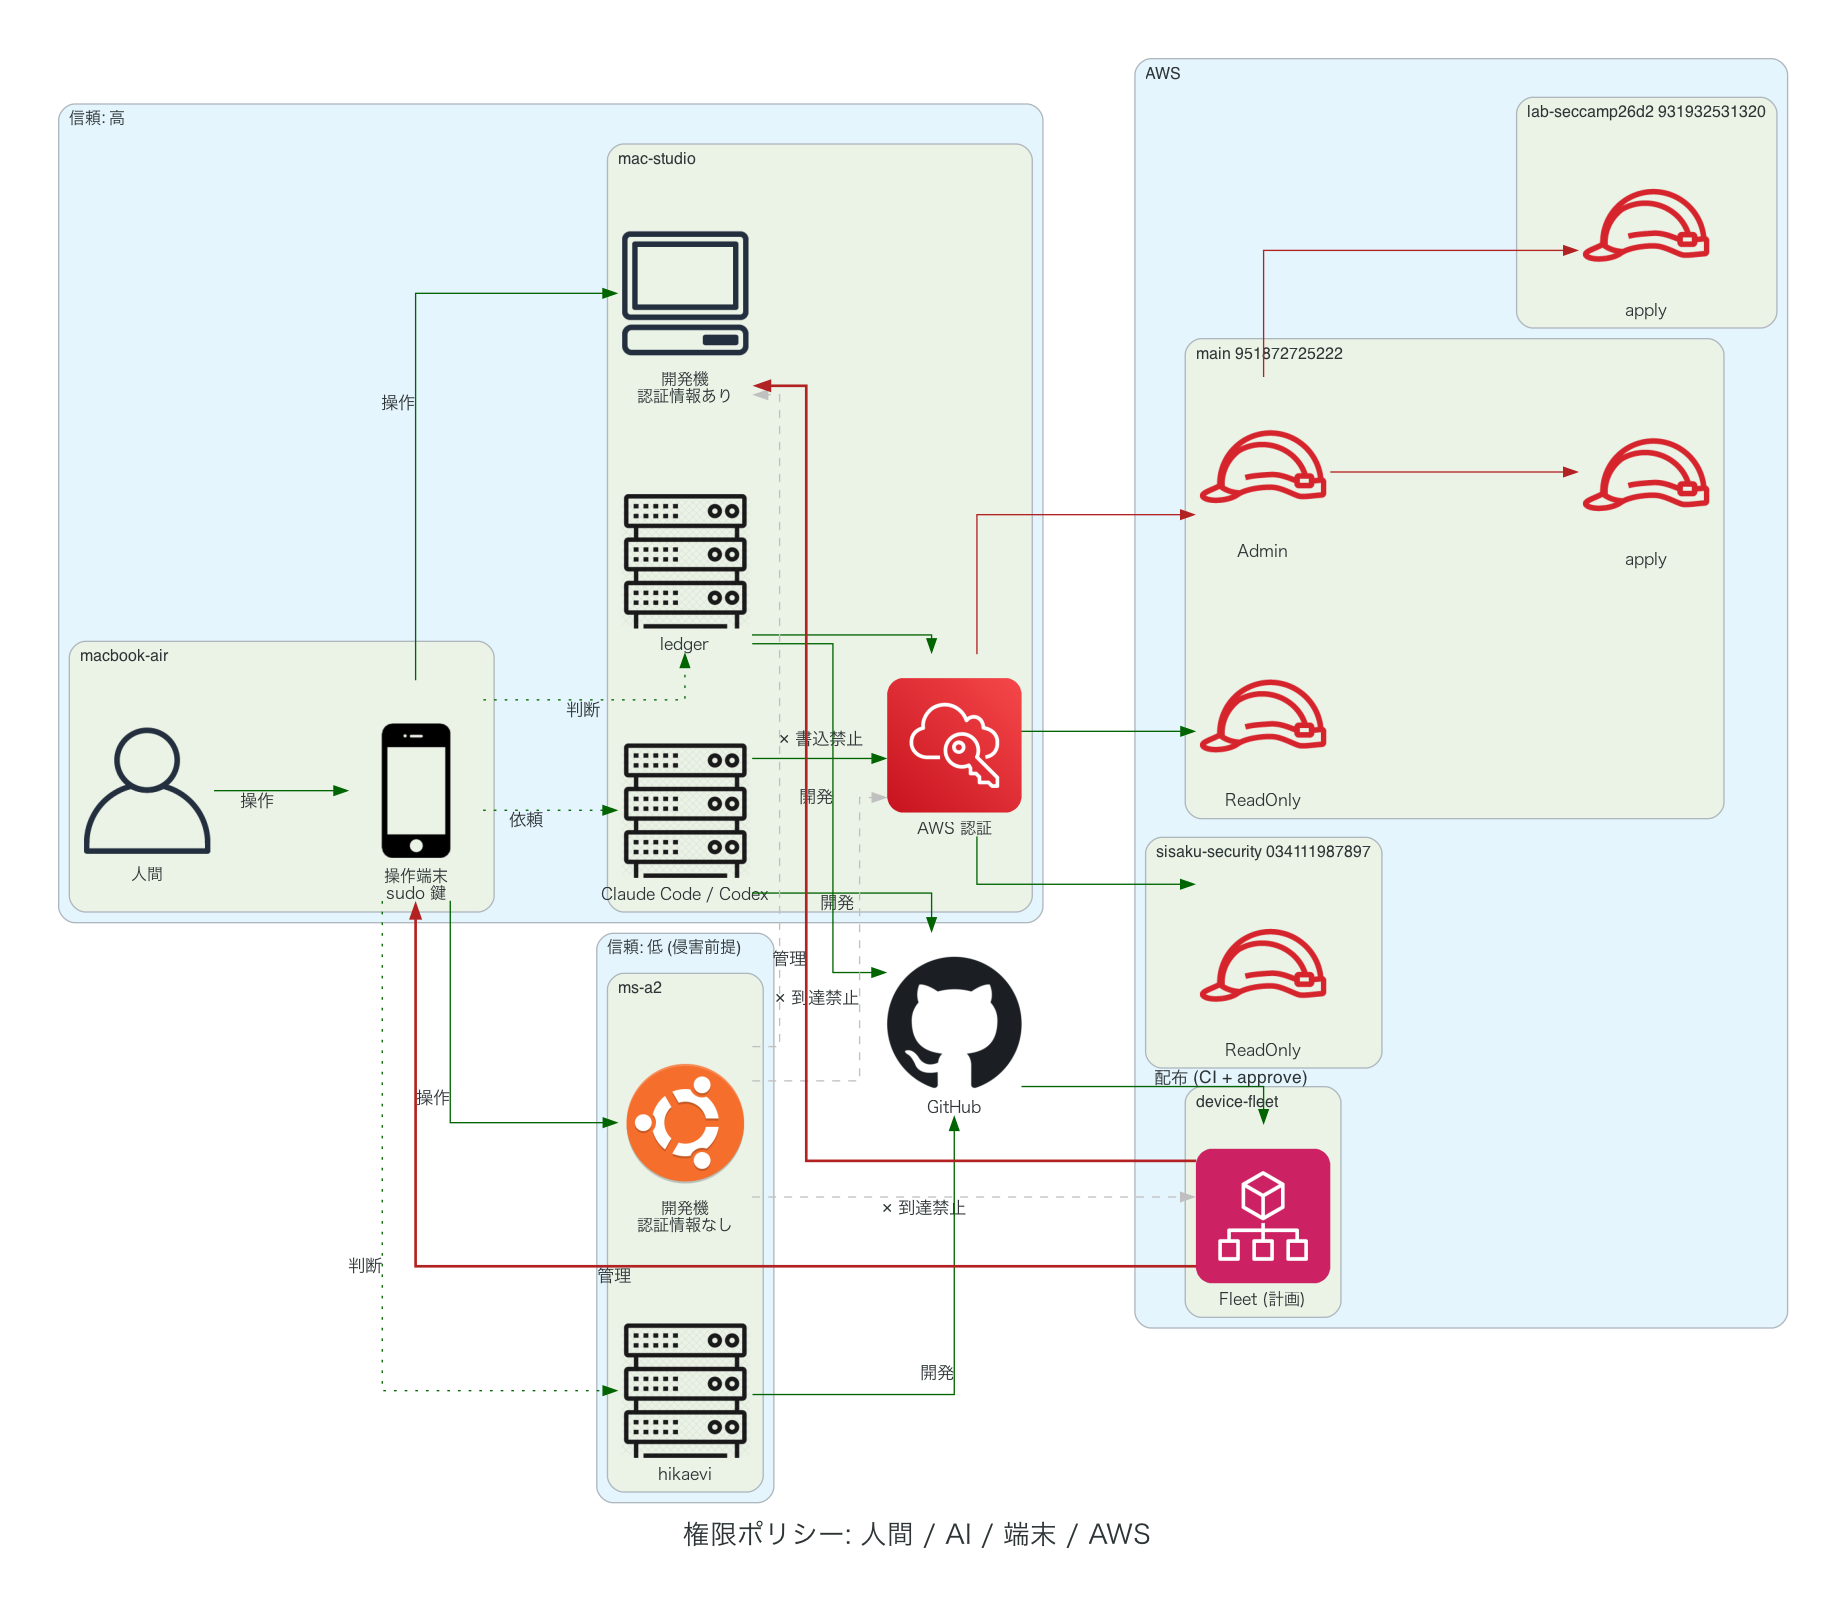 AWS
lab-seccamp26d2 931932531320
信頼: 高
mac-studio
apply
main 951872725222
開発機
認証情報あり
操作
Admin
apply
ledger
macbook-air
判断
× 書込禁止
操作
依頼
開発
ReadOnly
AWS 認証
人間
操作端末
sudo 鍵
Claude Code / Codex
開発
sisaku-security 034111987897
信頼: 低 (侵害前提)
管理
ms-a2
× 到達禁止
ReadOnly
配布 (CI + approve)
操作
GitHub
device-fleet
開発機
認証情報なし
× 到達禁止
判断
管理
Fleet (計画)
開発
hikaevi
権限ポリシー: 人間 / AI / 端末 / AWS